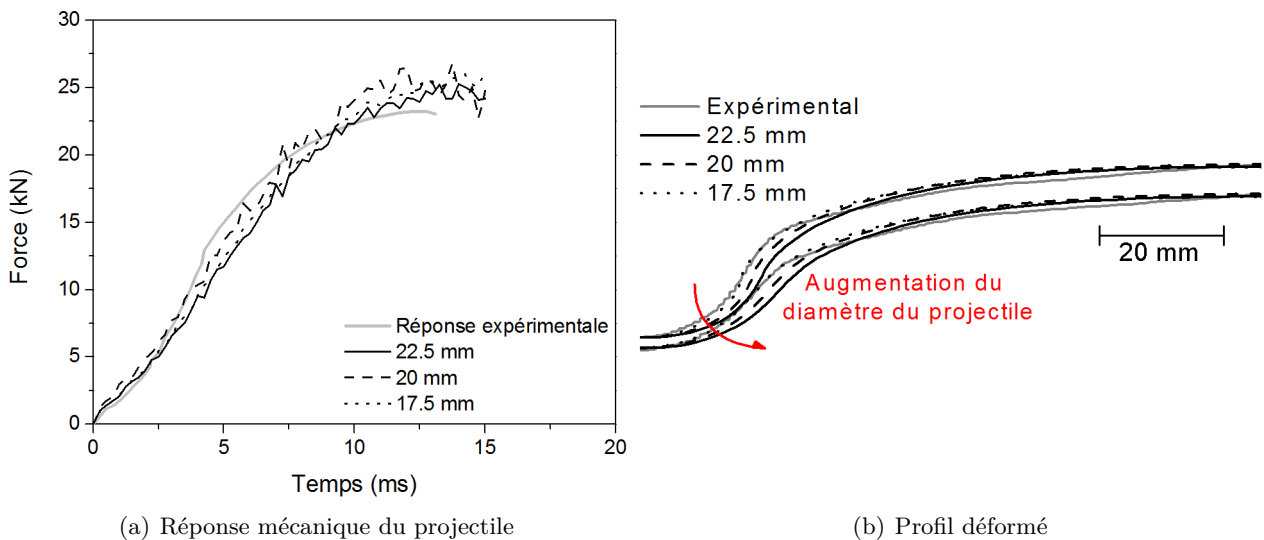 30
25
20
15
10
5
0
Force (kN)
Réponse expérimentale
22.5 mm
20 mm
17.5 mm
0 5 10 15 20
Temps (ms)
(a) Réponse mécanique du projectile
Expérimental
22.5 mm
20 mm
17.5 mm
20 mm
Augmentation du
diamètre du projectile
(b) Profil déformé